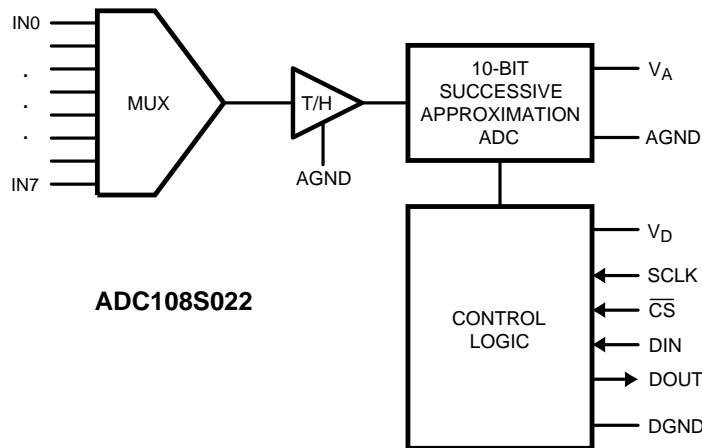 IN0
.
.
.
.
IN7
MUX
T/H
AGND
10-BIT
SUCCESSIVE
APPROXIMATION
ADC
VA
AGND
ADC108S022
CONTROL
LOGIC
VD
SCLK
CS
DIN
DOUT
DGND